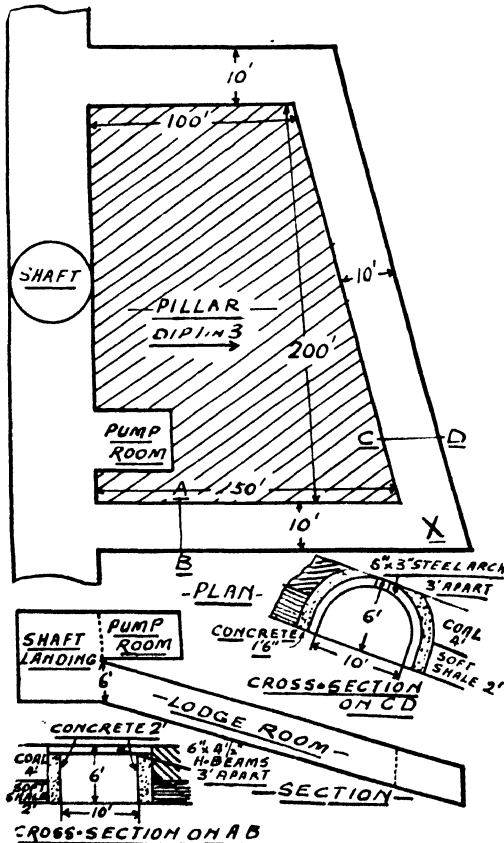 10'
100'
SHAFT
10'
PILLAR
DIP 1 IN 3
200'
PUMP
ROOM
C
D
A
150'
X
10'
B
-PLAN-
6"x3" STEEL ARCH
3' APART
6'
CONCRETE
1'6"
10'
COAL
4'
SOFT
SHALE 2'
CROSS-SECTION
ON CD
SHAFT
LANDING
PUMP
ROOM
6'
-LODGE ROOM-
CONCRETE 2'
6"x 4½"
H-BEAMS
3' APART
COAL
4'
SOFT
SHALE
2'
6'
10'
-SECTION-
CROSS-SECTION ON AB